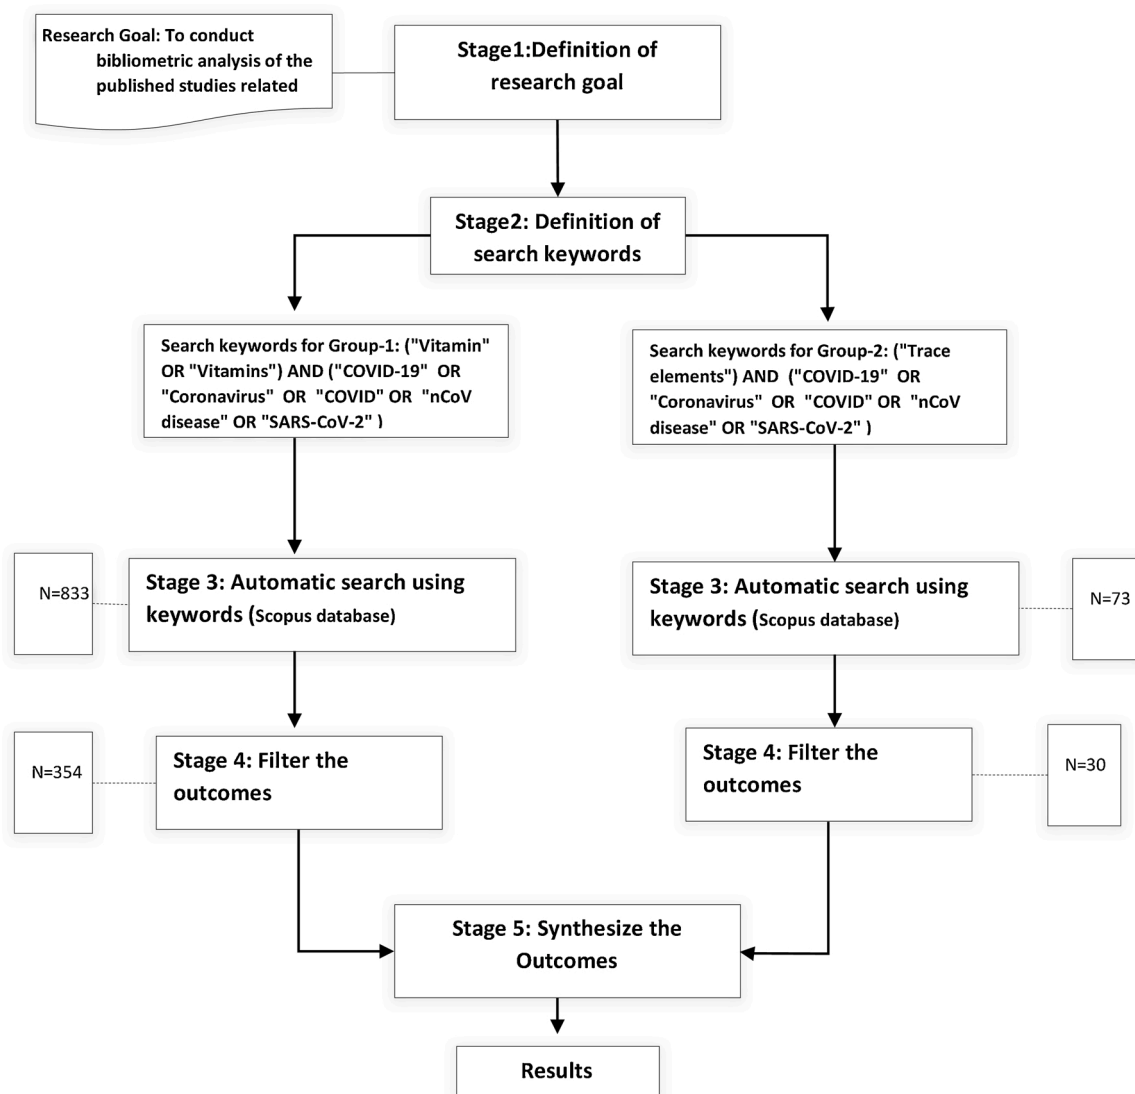 Research Goal: To conduct
bibliometric analysis of the
published studies related
Stage1:Definition of
research goal
Stage2: Definition of
search keywords
Search keywords for Group-1: ("Vitamin"
OR "Vitamins") AND ("COVID-19" OR
"Coronavirus" OR "COVID" OR "nCoV
disease" OR "SARS-CoV-2" )
Search keywords for Group-2: ("Trace
elements") AND ("COVID-19" OR
"Coronavirus" OR "COVID" OR "nCoV
disease" OR "SARS-CoV-2" )
N=833
Stage 3: Automatic search using
keywords (Scopus database)
Stage 3: Automatic search using
keywords (Scopus database)
N=73
N=354
Stage 4: Filter the
outcomes
Stage 4: Filter the
outcomes
N=30
Stage 5: Synthesize the
Outcomes
Results